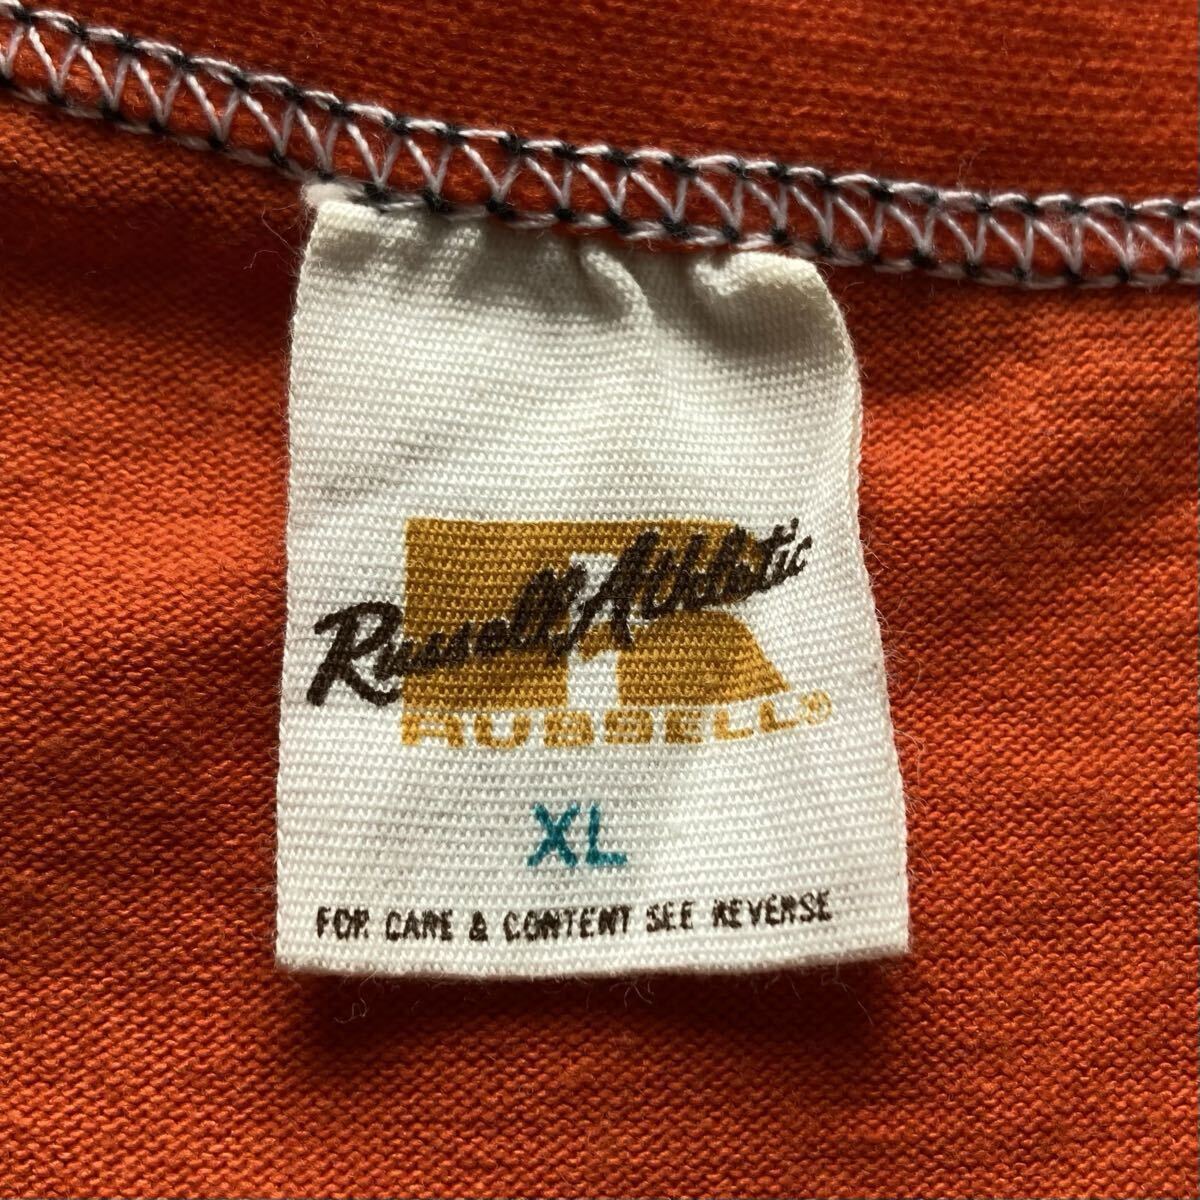 Russell Athletic
RUSSELL®
XL
FOR CARE & CONTENT SEE REVERSE